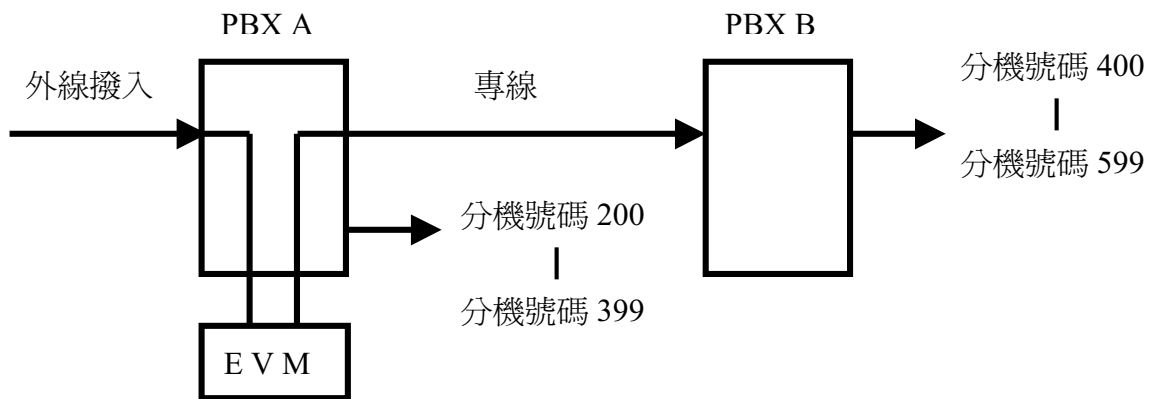 PBX A
PBX B
外線撥入
專線
分機號碼 400
分機號碼 599
分機號碼 200
分機號碼 399
E V M